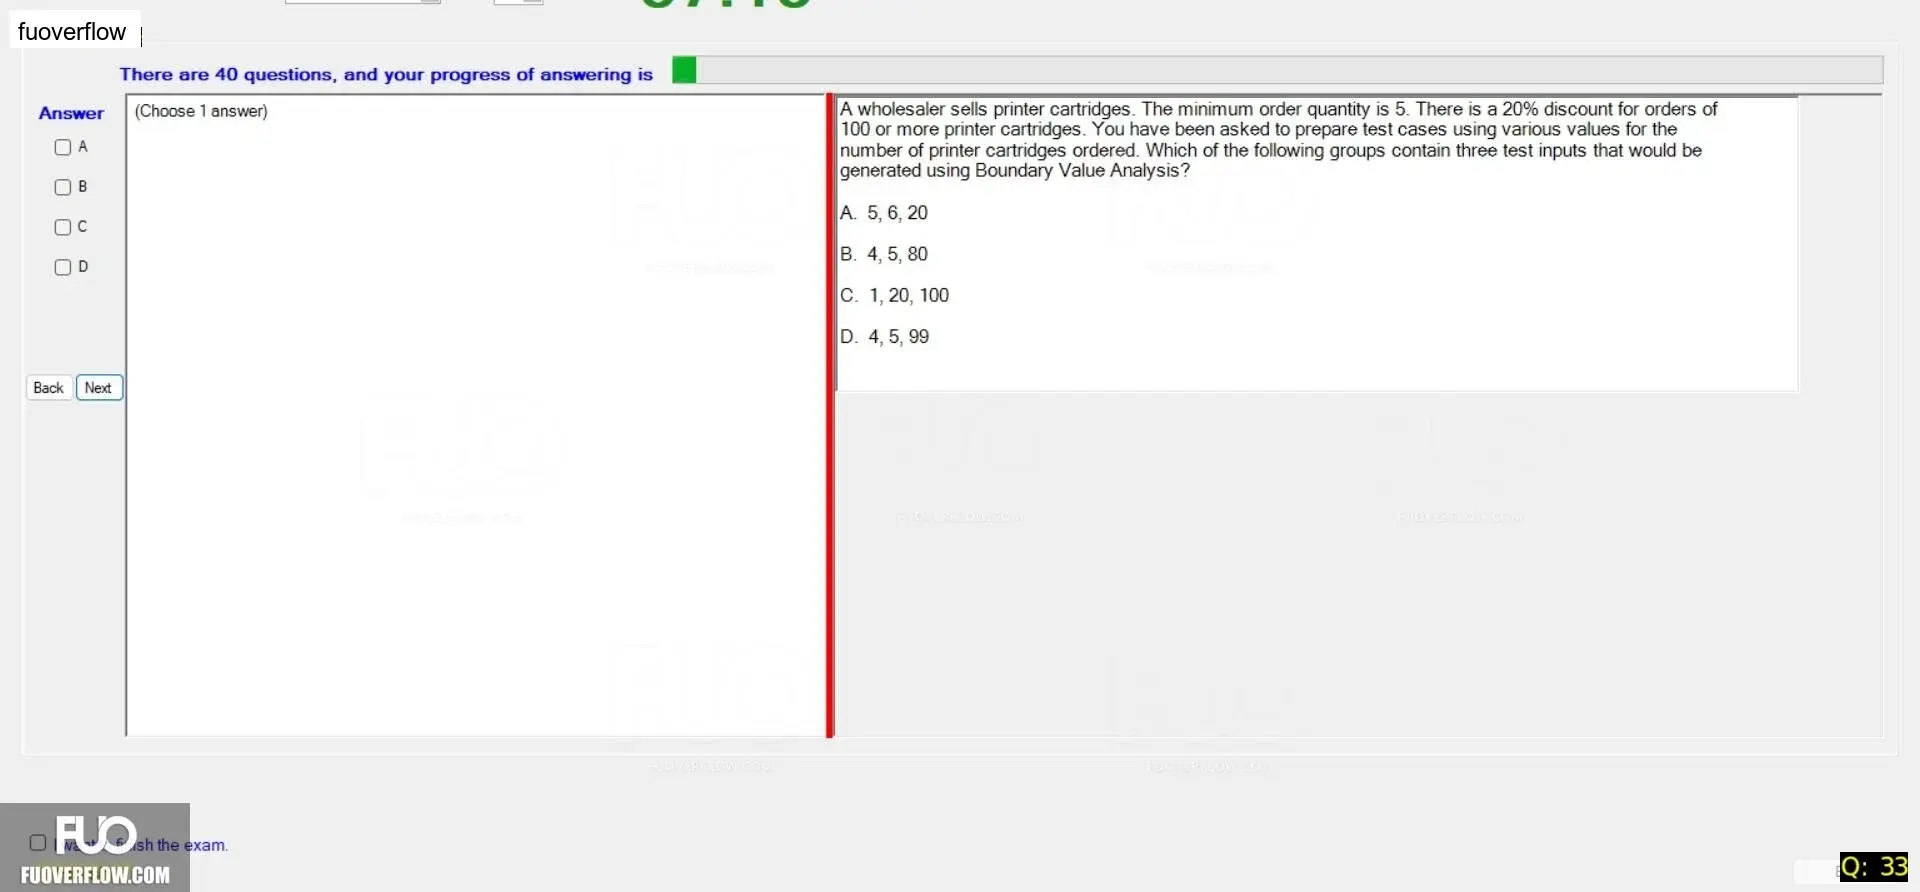 fuoverflow
There are 40 questions, and your progress of answering is
Answer
(Choose 1 answer)
A
B
C
D
Back Next
A wholesaler sells printer cartridges. The minimum order quantity is 5. There is a 20% discount for orders of
100 or more printer cartridges. You have been asked to prepare test cases using various values for the
number of printer cartridges ordered. Which of the following groups contain three test inputs that would be
generated using Boundary Value Analysis?
A. 5, 6, 20
B. 4, 5, 80
C. 1, 20, 100
D. 4, 5, 99
I want finish the exam.
FUO
FUOVERFLOW.COM
Q: 33